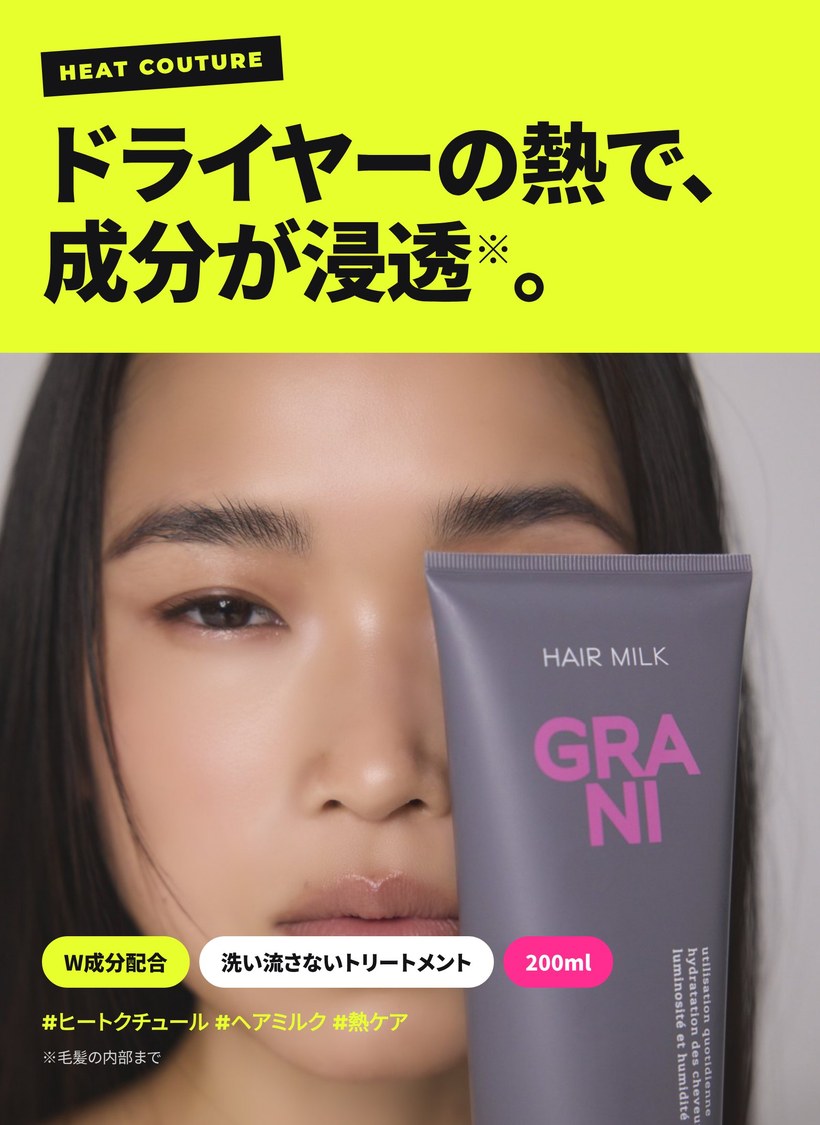 HEAT COUTURE
ドライヤーの熱で、
成分が浸透※。
HAIR MILK
GRA
NI
utilisation quotidienne
hydratation des cheveu
luminosité et humidité
W成分配合
洗い流さないトリートメント
200ml
#ヒートクチュール #ヘアミルク #熱ケア
※毛髪の内部まで